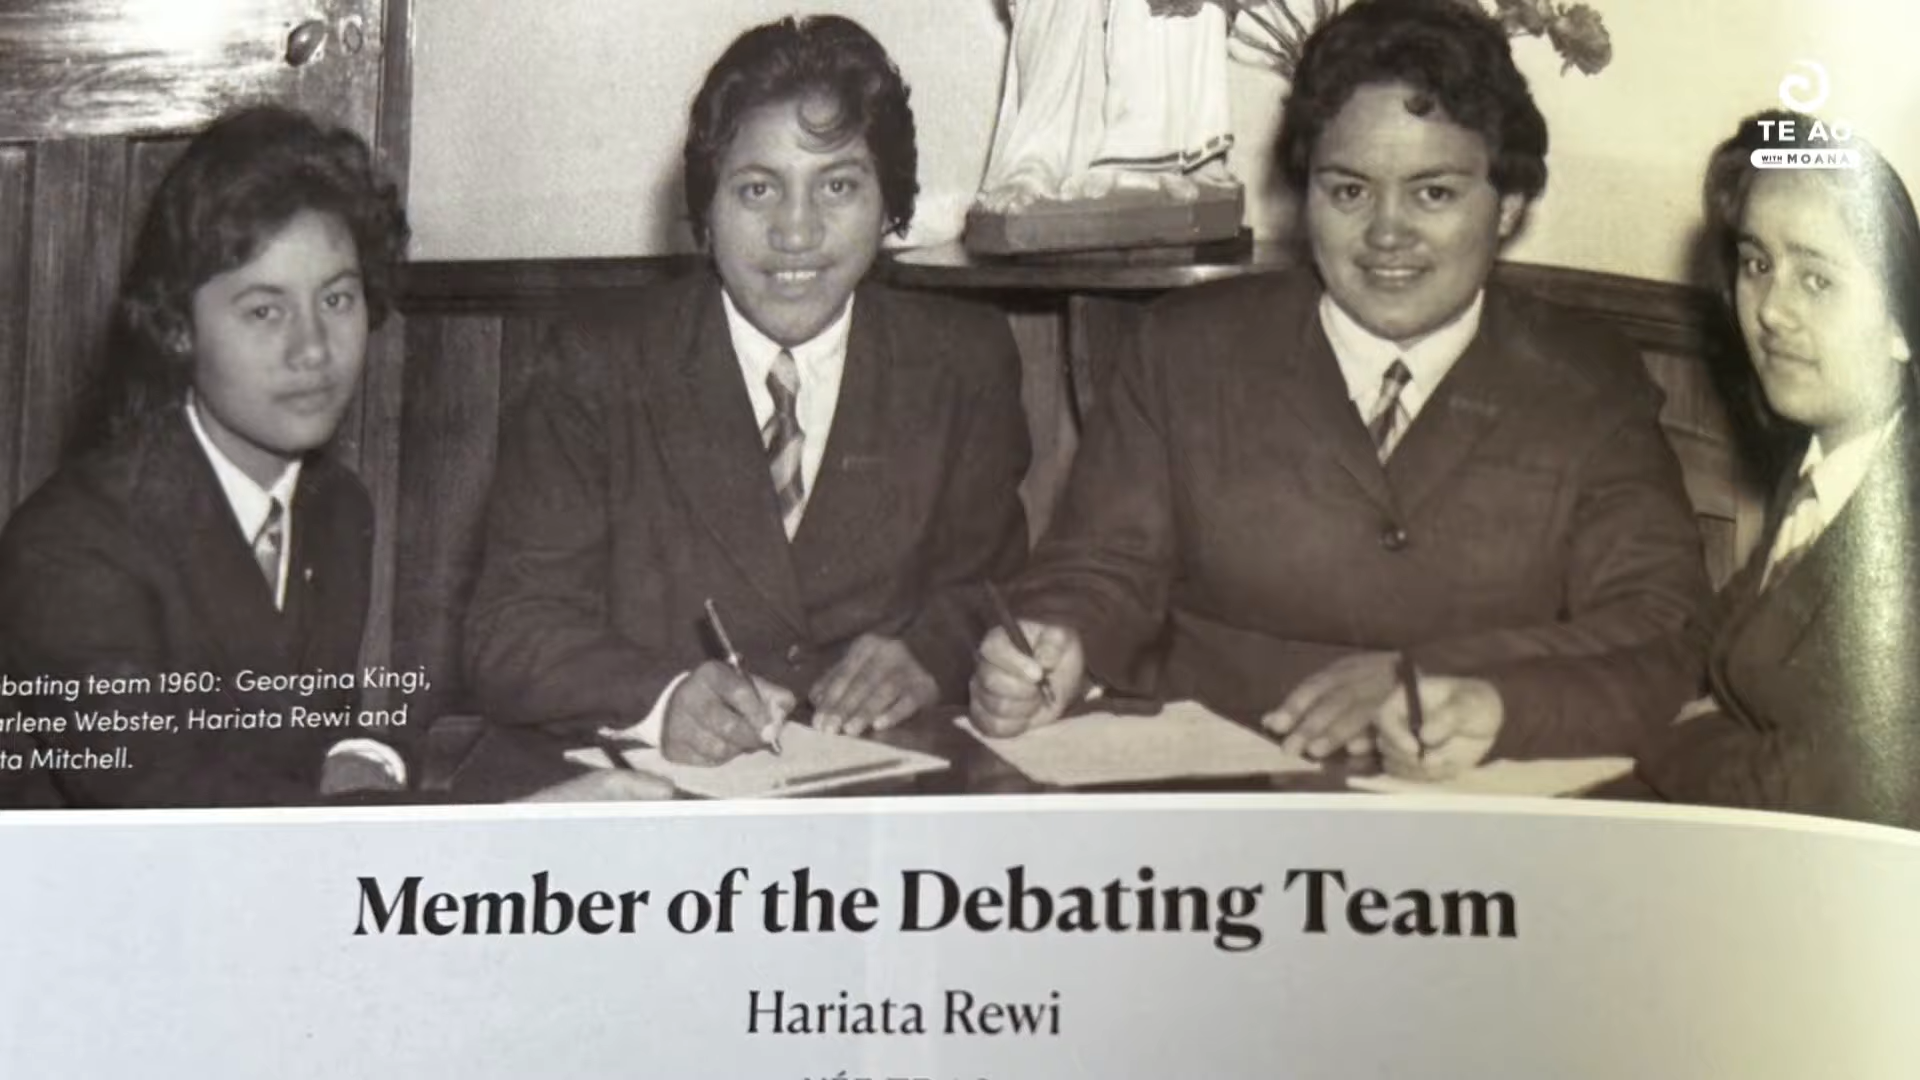 TE AO
WITH MOANA
bating team 1960: Georgina Kingi,
rlene Webster, Hariata Rewi and
ta Mitchell.
Member of the Debating Team
Hariata Rewi